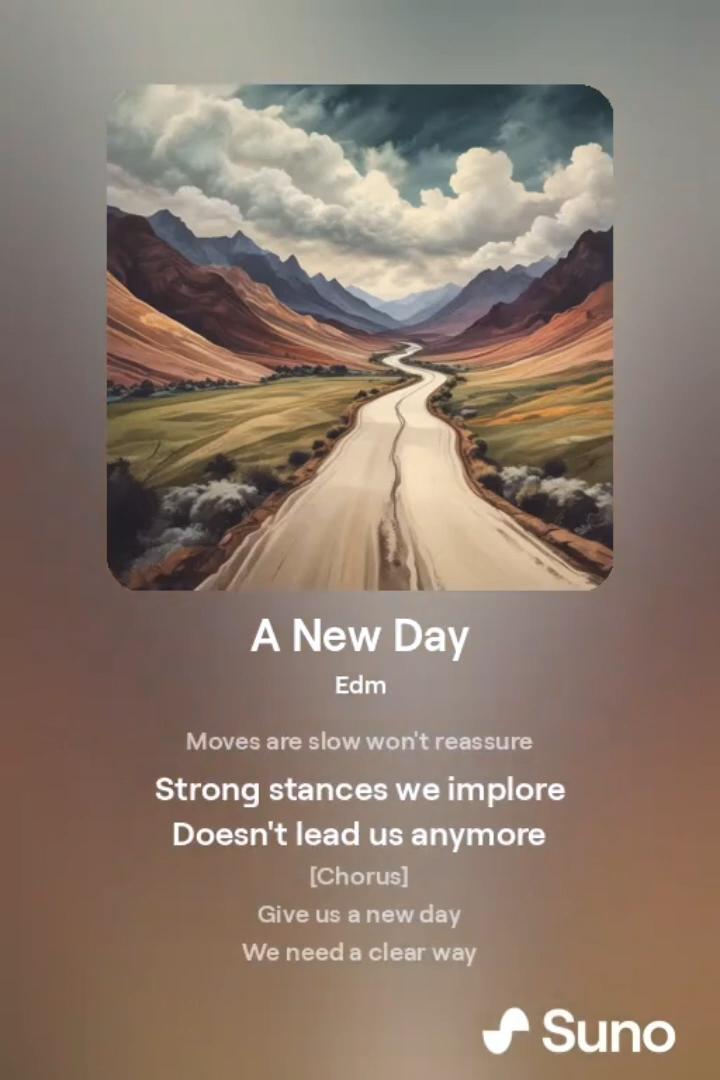 A New Day
Edm
Moves are slow won't reassure
Strong stances we implore
Doesn't lead us anymore
[Chorus]
Give us a new day
We need a clear way
Suno